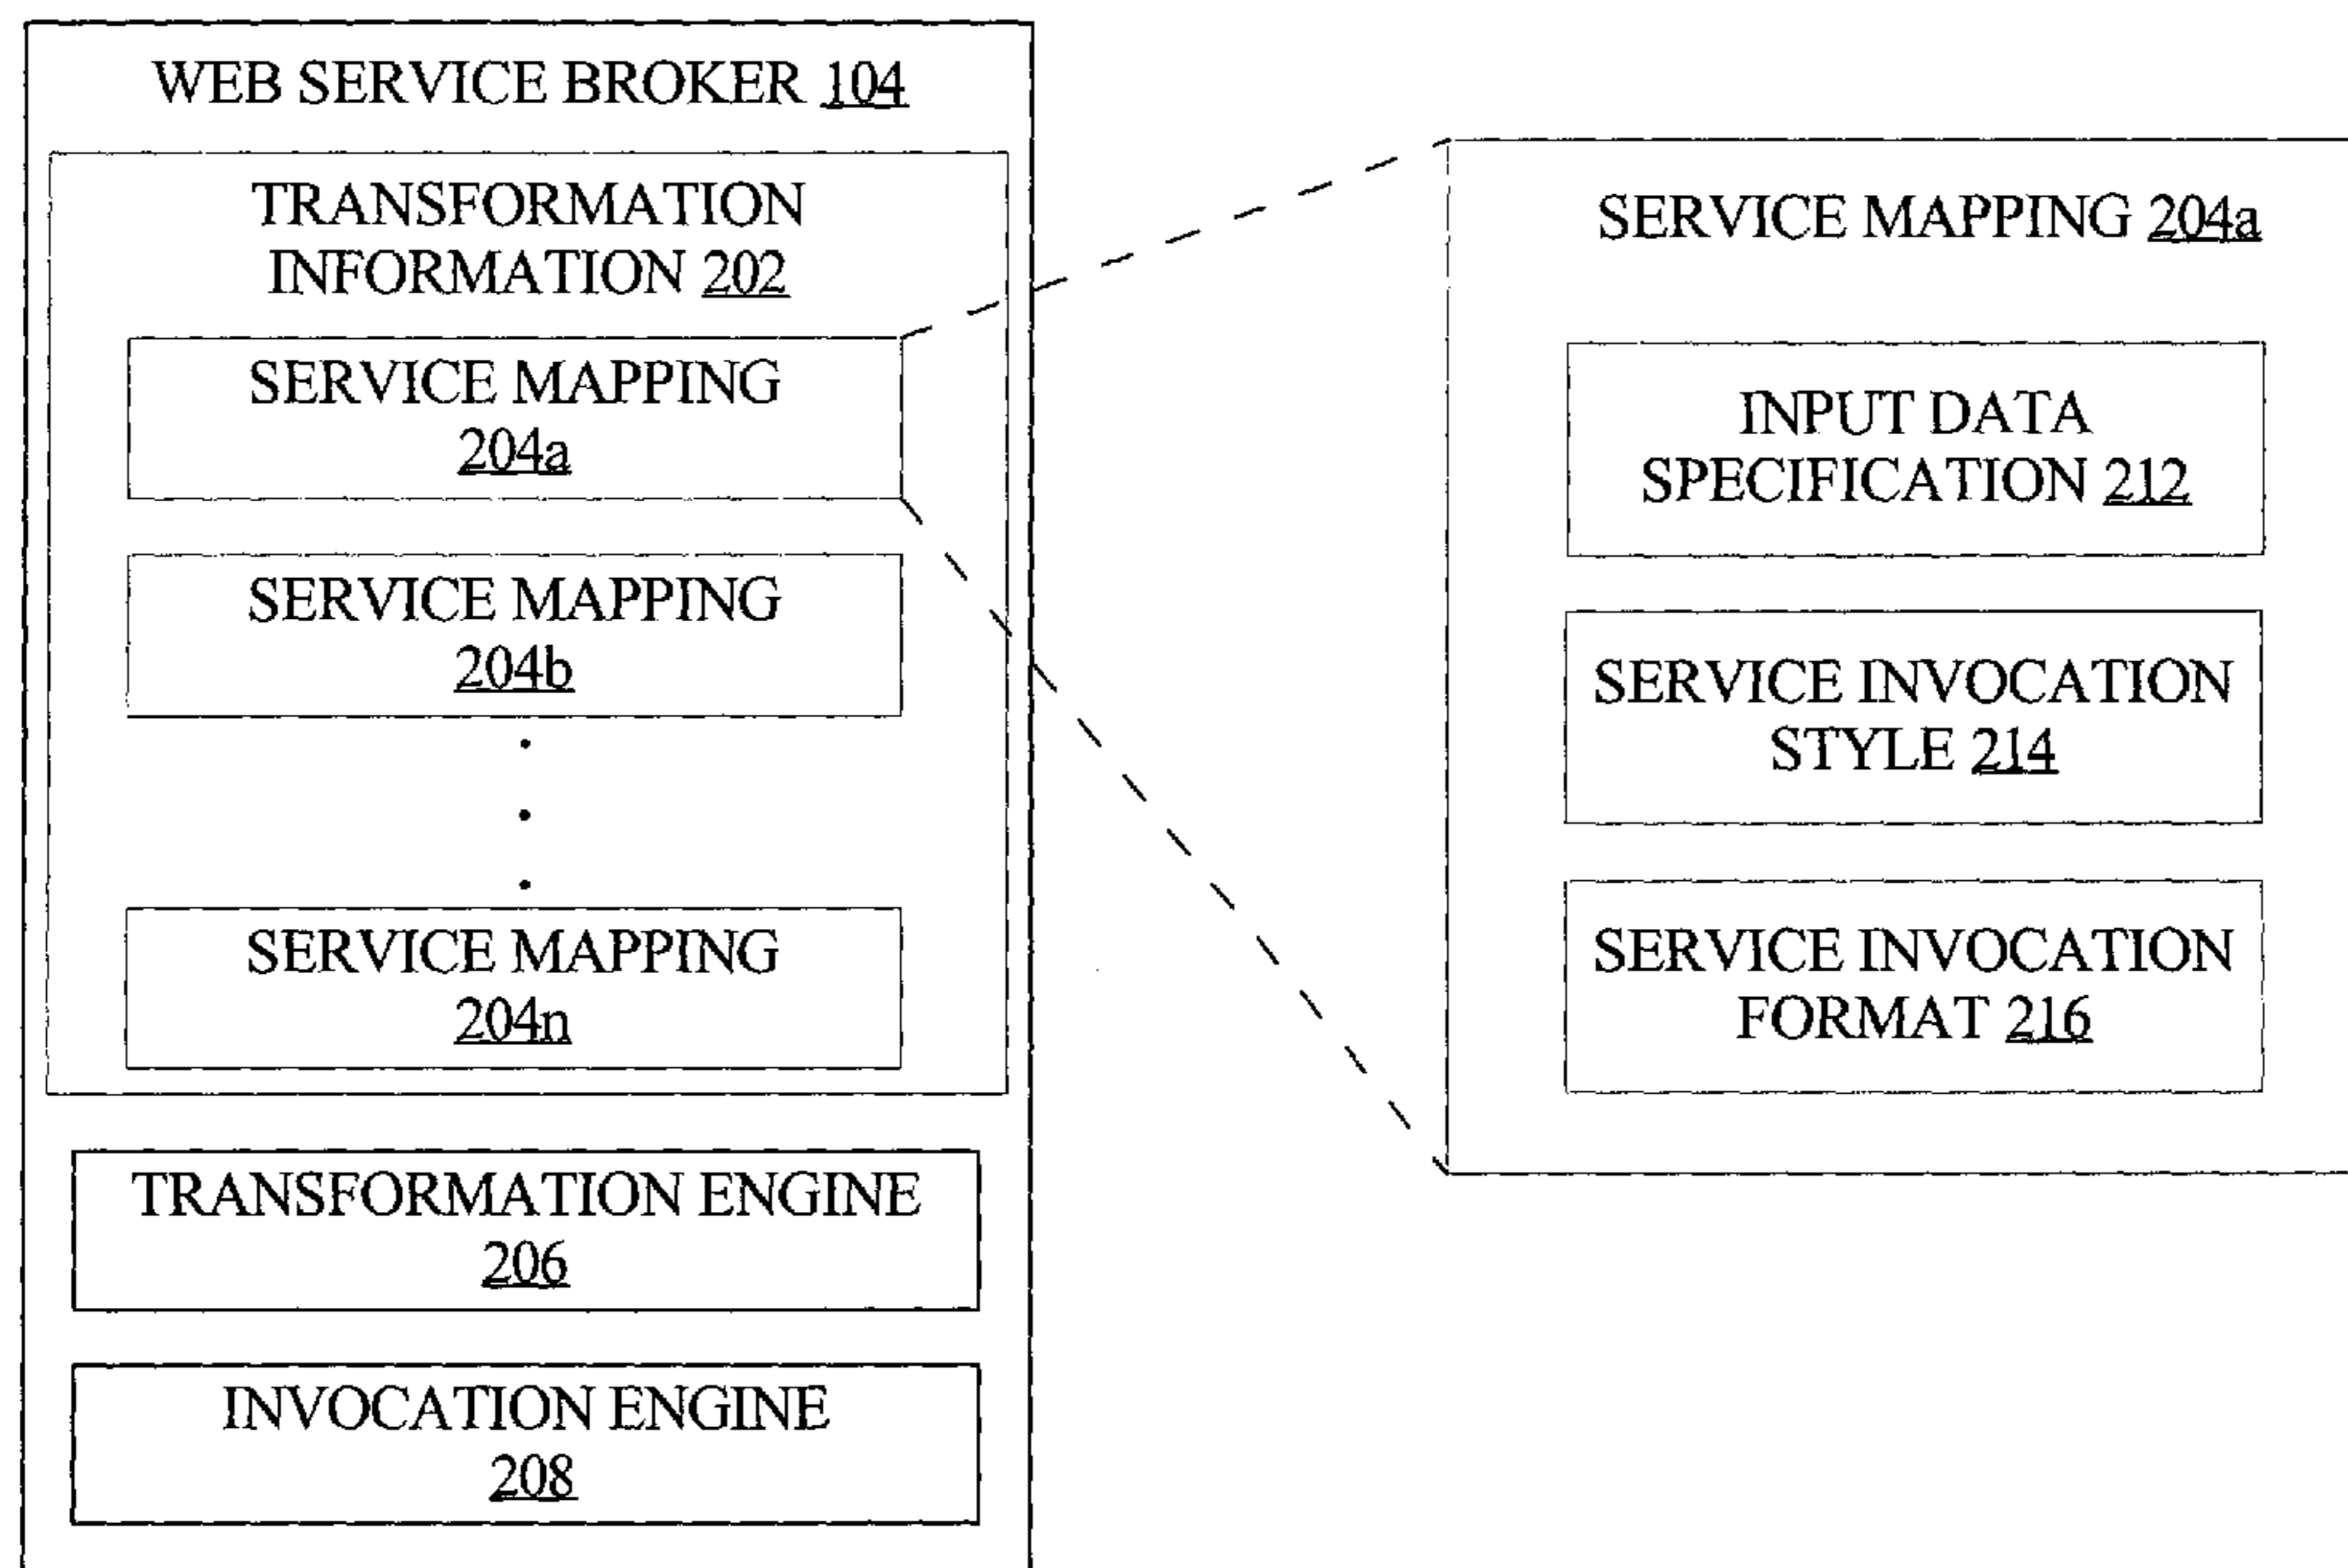 WEB SERVICE BROKER 104
TRANSFORMATION
INFORMATION 202
SERVICE MAPPING
204a
SERVICE MAPPING
204b
SERVICE MAPPING
204n
TRANSFORMATION ENGINE
206
INVOCATION ENGINE
208
SERVICE MAPPING 204a
INPUT DATA
SPECIFICATION 212
SERVICE INVOCATION
STYLE 214
SERVICE INVOCATION
FORMAT 216